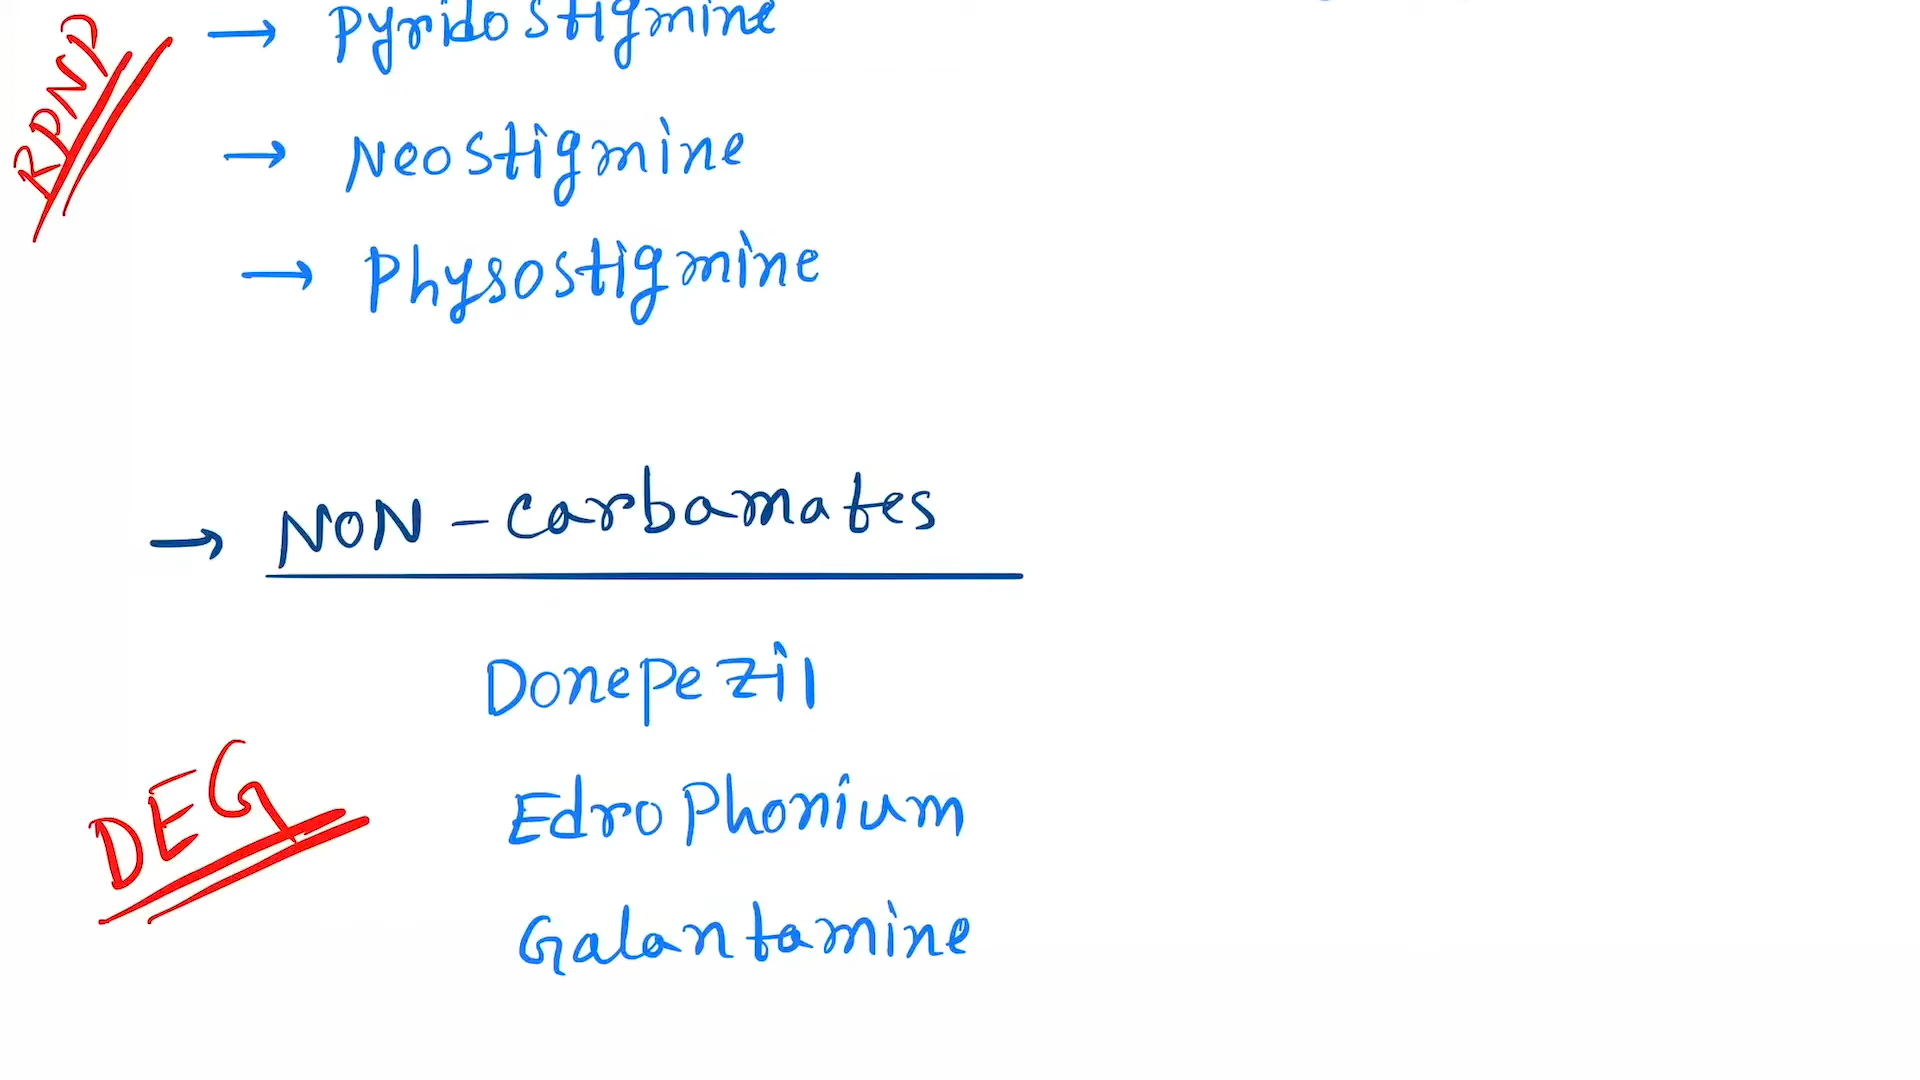 → Pyridostigmine
RPNP
→ Neostigmine
→ Physostigmine
→ NON - Carbamates
Donepezil
DEG
Edrophonium
Galantamine